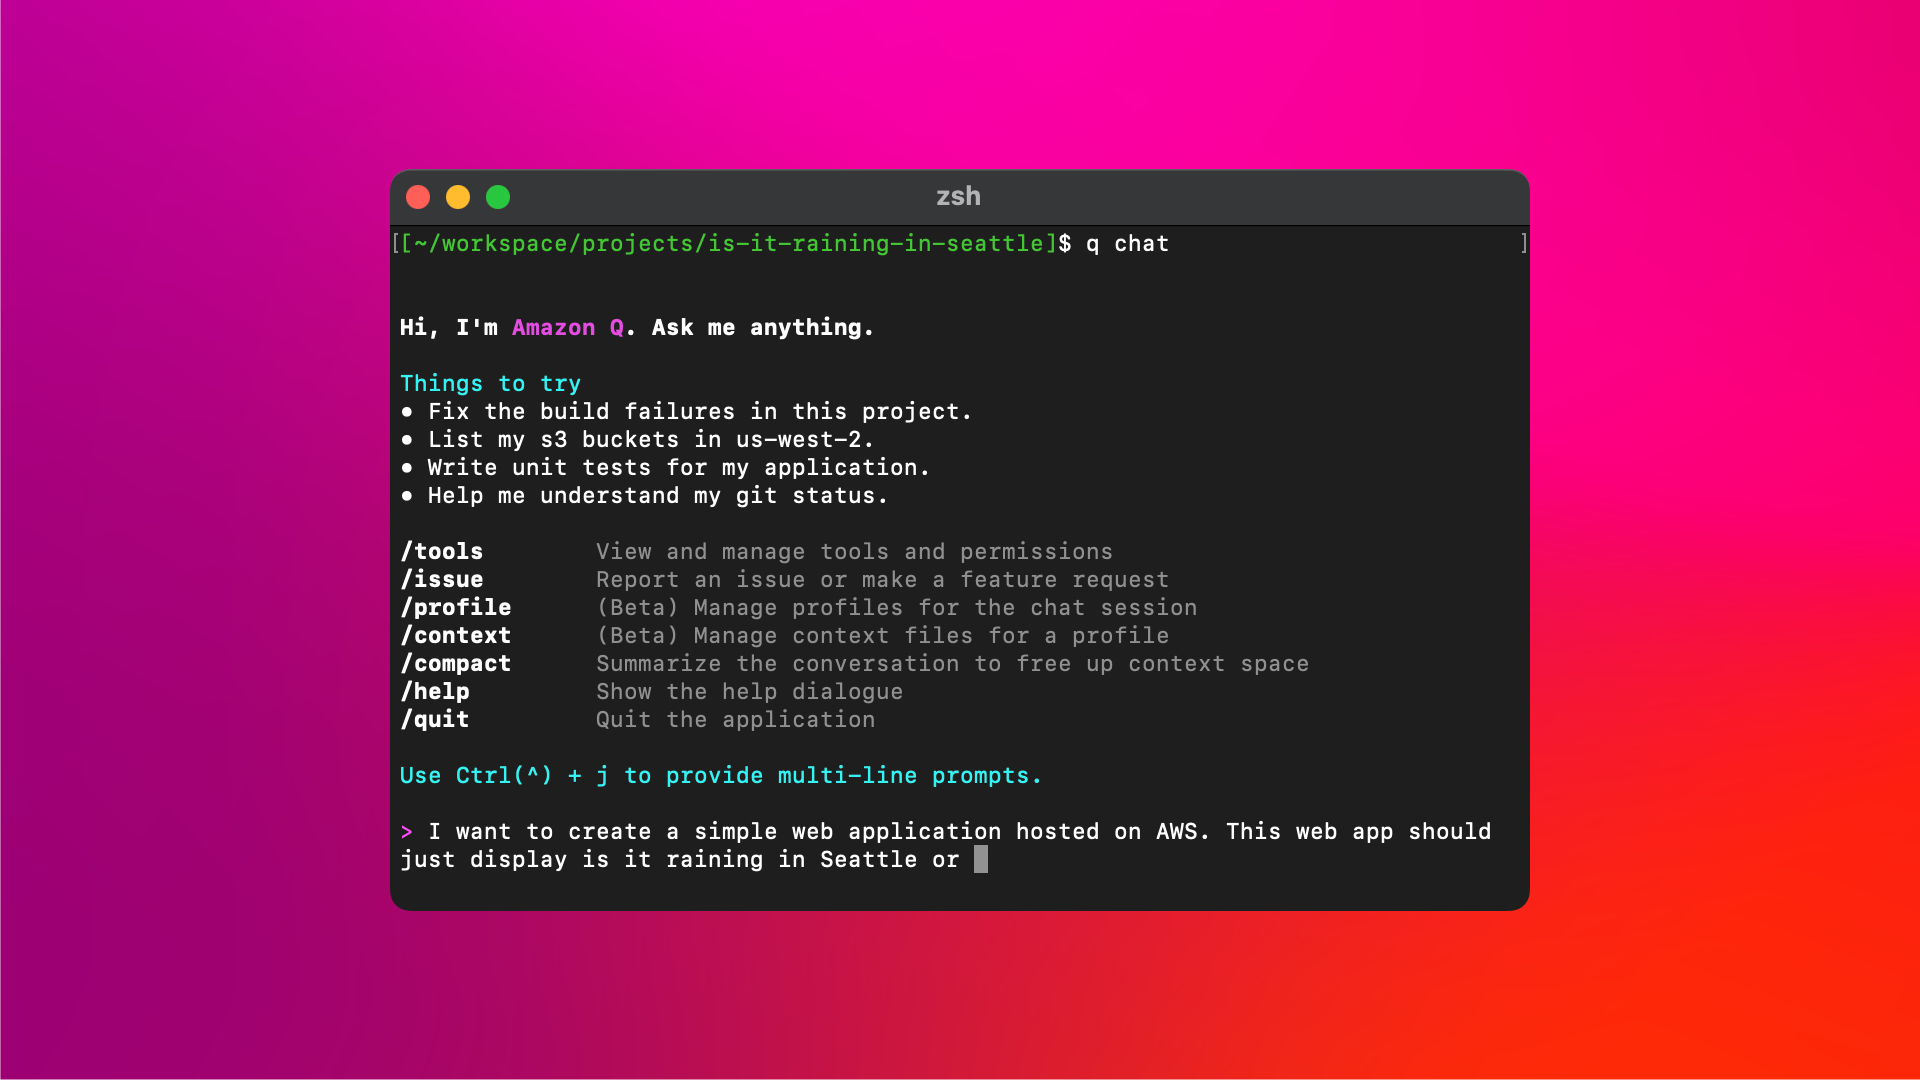 zsh
[[~/workspace/projects/is-it-raining-in-seattle]$ q chat ]
Hi, I'm Amazon Q. Ask me anything.
Things to try
• Fix the build failures in this project.
• List my s3 buckets in us-west-2.
• Write unit tests for my application.
• Help me understand my git status.
/tools View and manage tools and permissions
/issue Report an issue or make a feature request
/profile (Beta) Manage profiles for the chat session
/context (Beta) Manage context files for a profile
/compact Summarize the conversation to free up context space
/help Show the help dialogue
/quit Quit the application
Use Ctrl(^) + j to provide multi-line prompts.
> I want to create a simple web application hosted on AWS. This web app should
just display is it raining in Seattle or